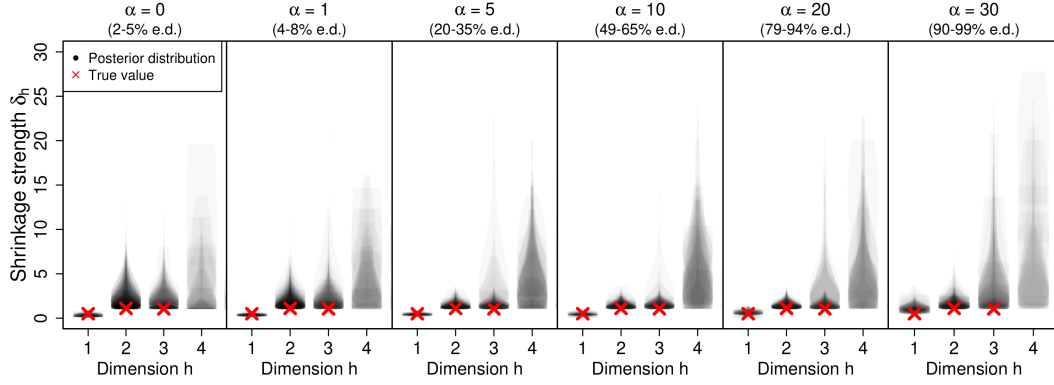 α = 0 α = 1 α = 5 α = 10 α = 20 α = 30
(2-5% e.d.) (4-8% e.d.) (20-35% e.d.) (49-65% e.d.) (79-94% e.d.) (90-99% e.d.)
Posterior distribution
True value
Shrinkage strength δh
30
25
20
15
10
5
0
1 2 3 4 1 2 3 4 1 2 3 4 1 2 3 4 1 2 3 4 1 2 3 4
Dimension h Dimension h Dimension h Dimension h Dimension h Dimension h